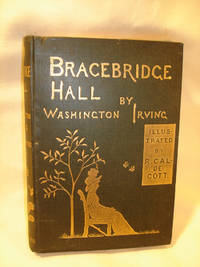 BRACEBRIDGE
HALL
BY
WASHINGTON IRVING
ILLUS-
TRATED
BY
R. CAL-
DE
COTT.